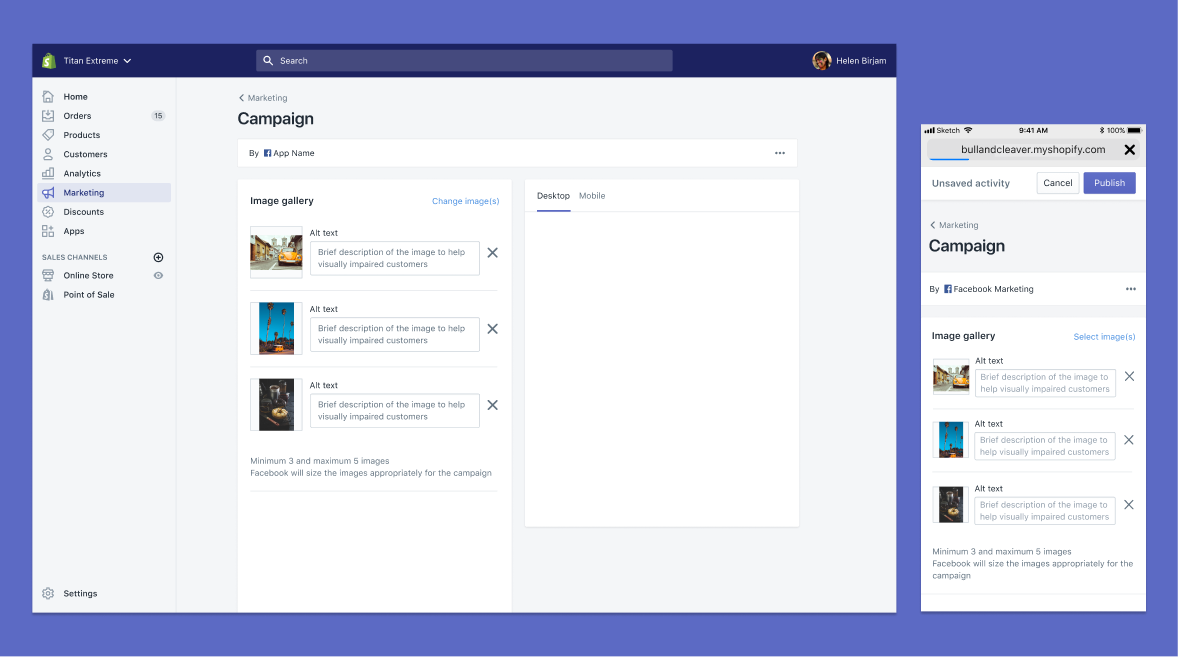 Titan Extreme
Search
Helen Birjam
Home
Orders
15
Products
Customers
Analytics
Marketing
Discounts
Apps
SALES CHANNELS
Online Store
Point of Sale
Settings
Marketing
Campaign
By App Name
Image gallery
Change image(s)
Alt text
Brief description of the image to help
visually impaired customers
Alt text
Brief description of the image to help
visually impaired customers
Alt text
Brief description of the image to help
visually impaired customers
Minimum 3 and maximum 5 images
Facebook will size the images appropriately for the campaign
Desktop
Mobile
Sketch
9:41 AM
100%
bullandcleaver.myshopify.com
Unsaved activity
Cancel
Publish
Marketing
Campaign
By Facebook Marketing
Image gallery
Select image(s)
Alt text
Brief description of the image to
help visually impaired customers
Alt text
Brief description of the image to
help visually impaired customers
Alt text
Brief description of the image to
help visually impaired customers
Minimum 3 and maximum 5 images
Facebook will size the images appropriately for the
campaign